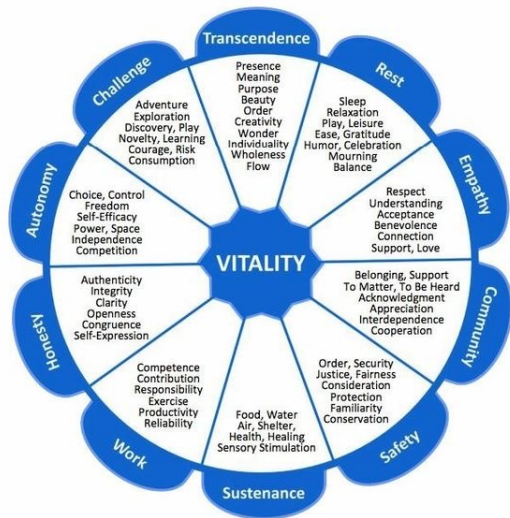 Transcendence
Presence
Meaning
Purpose
Beauty
Order
Creativity
Wonder
Individuality
Wholeness
Flow
Rest
Sleep
Relaxation
Play, Leisure
Ease, Gratitude
Humor, Celebration
Mourning
Balance
Empathy
Respect
Understanding
Acceptance
Benevolence
Connection
Support, Love
Community
Belonging, Support
To Matter, To Be Heard
Acknowledgment
Appreciation
Interdependence
Cooperation
Safety
Order, Security
Justice, Fairness
Consideration
Protection
Familiarity
Conservation
Sustenance
Food, Water
Air, Shelter,
Health, Healing
Sensory Stimulation
Work
Competence
Contribution
Responsibility
Exercise
Productivity
Reliability
Honesty
Authenticity
Integrity
Clarity
Openness
Congruence
Self-Expression
Autonomy
Choice, Control
Freedom
Self-Efficacy
Power, Space
Independence
Competition
Challenge
Adventure
Exploration
Discovery, Play
Novelty, Learning
Courage, Risk
Consumption
VITALITY